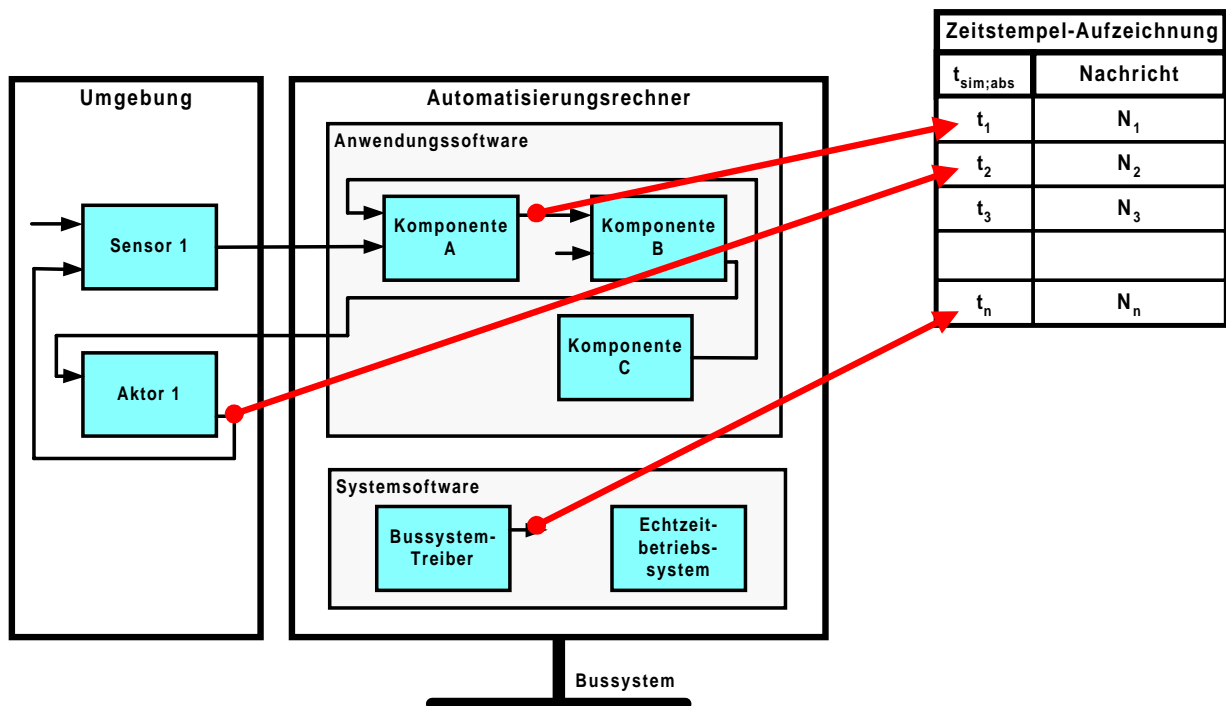 Zeitstempel-Aufzeichnung
t sim;abs
Nachricht
t1
N1
t2
N2
t3
N3
tn
Nn
Umgebung
Sensor 1
Aktor 1
Automatisierungsrechner
Anwendungssoftware
Komponente
A
Komponente
B
Komponente
C
Systemsoftware
Bussystem-
Treiber
Echtzeit-
betriebs-
system
Bussystem